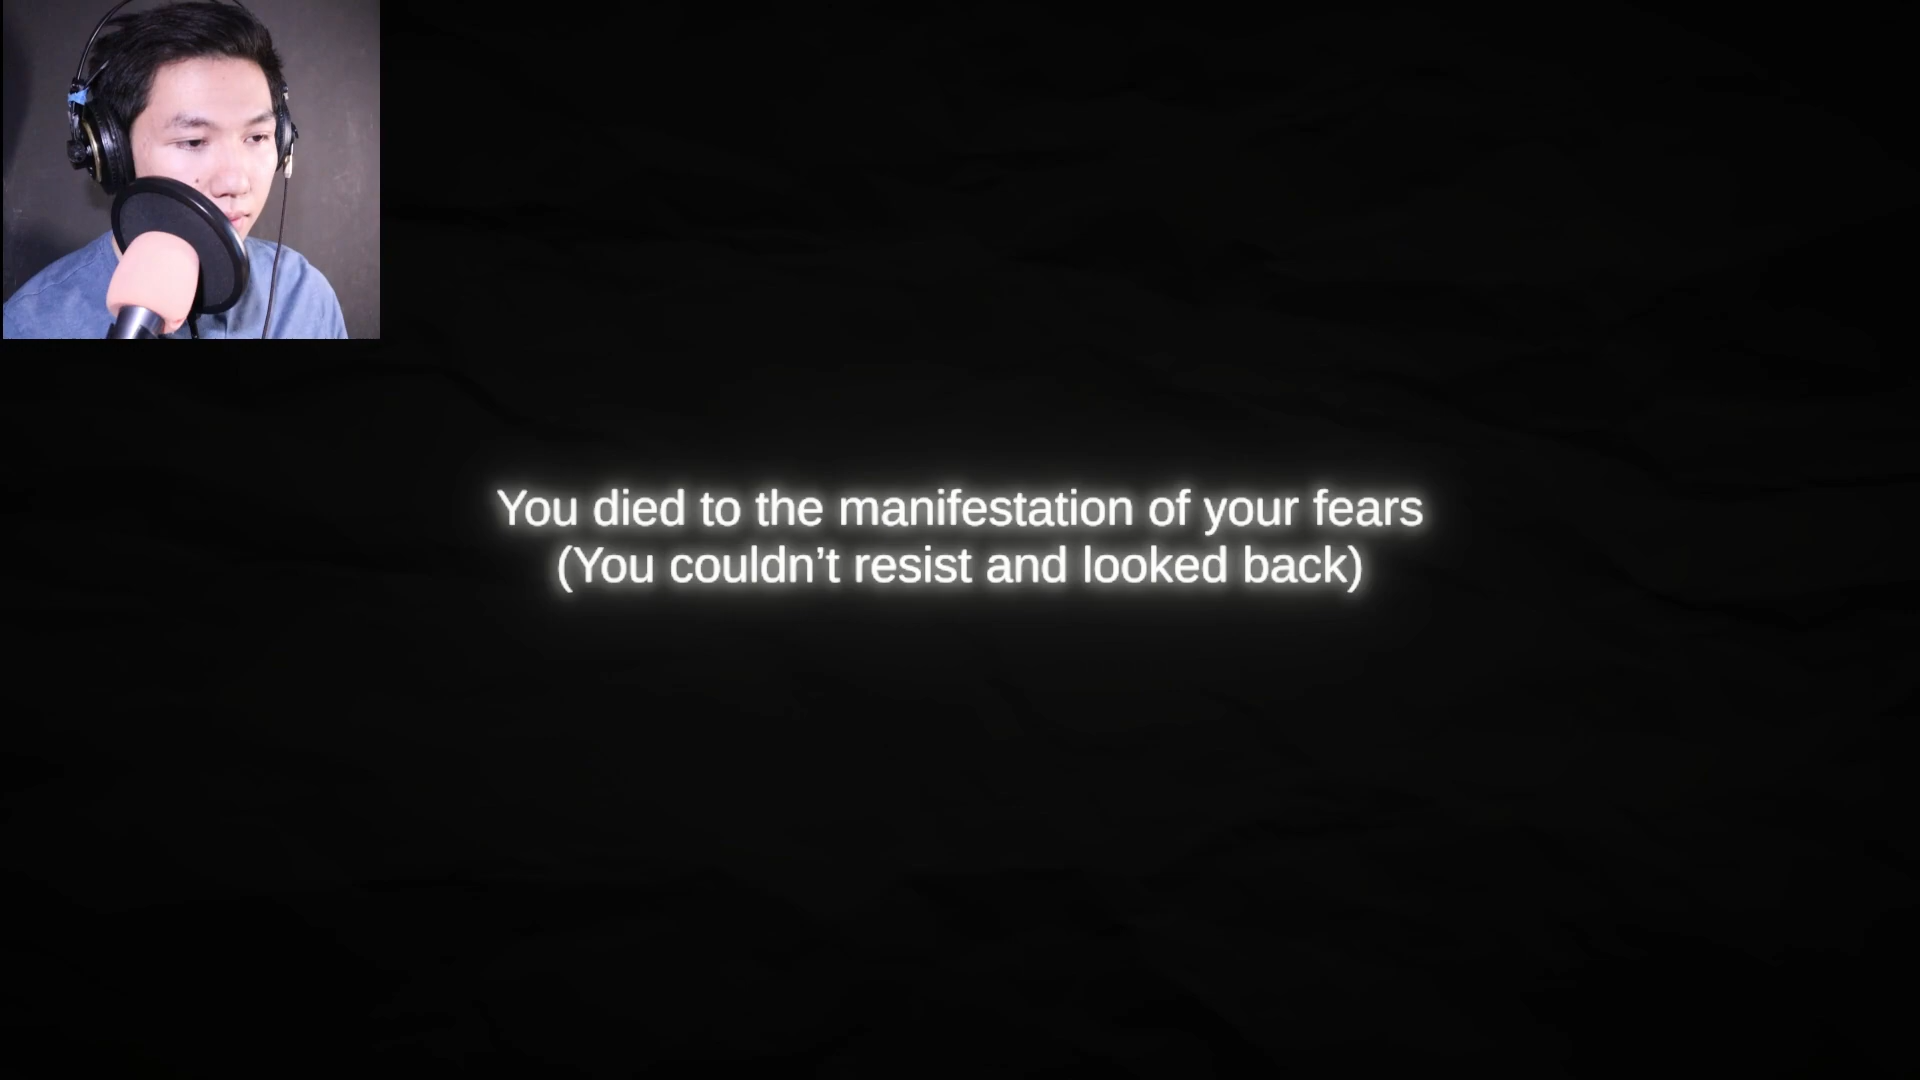 You died to the manifestation of your fears
(You couldn’t resist and looked back)